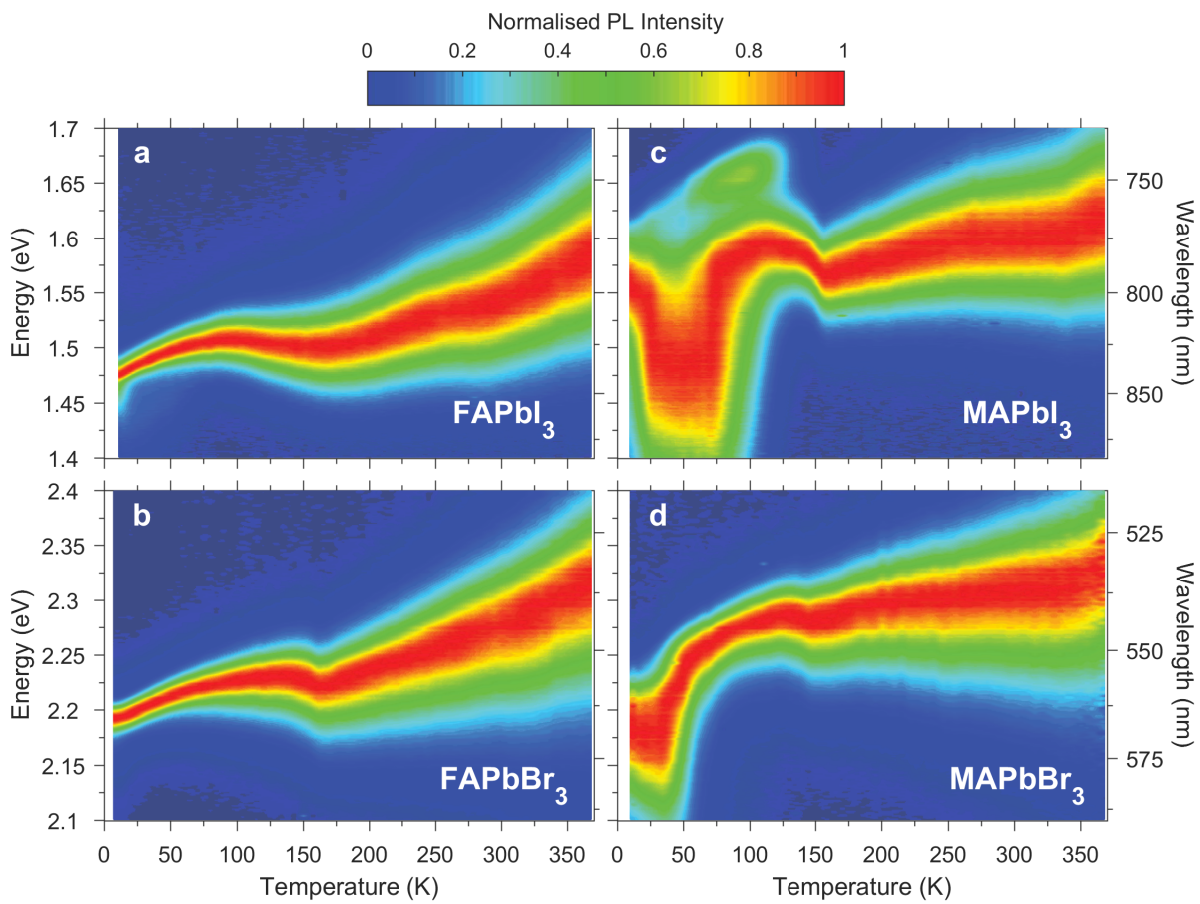 Normalised PL Intensity
0 0.2 0.4 0.6 0.8 1
a
c
1.7
1.65
1.6
1.55
1.5
1.45
1.4
Energy (eV)
FAPbI3
MAPbI3
750
800
850
Wavelength (nm)
b
d
2.4
2.35
2.3
2.25
2.2
2.15
2.1
Energy (eV)
FAPbBr3
MAPbBr3
525
550
575
Wavelength (nm)
0 50 100 150 200 250 300 350
0 50 100 150 200 250 300 350
Temperature (K)
Temperature (K)